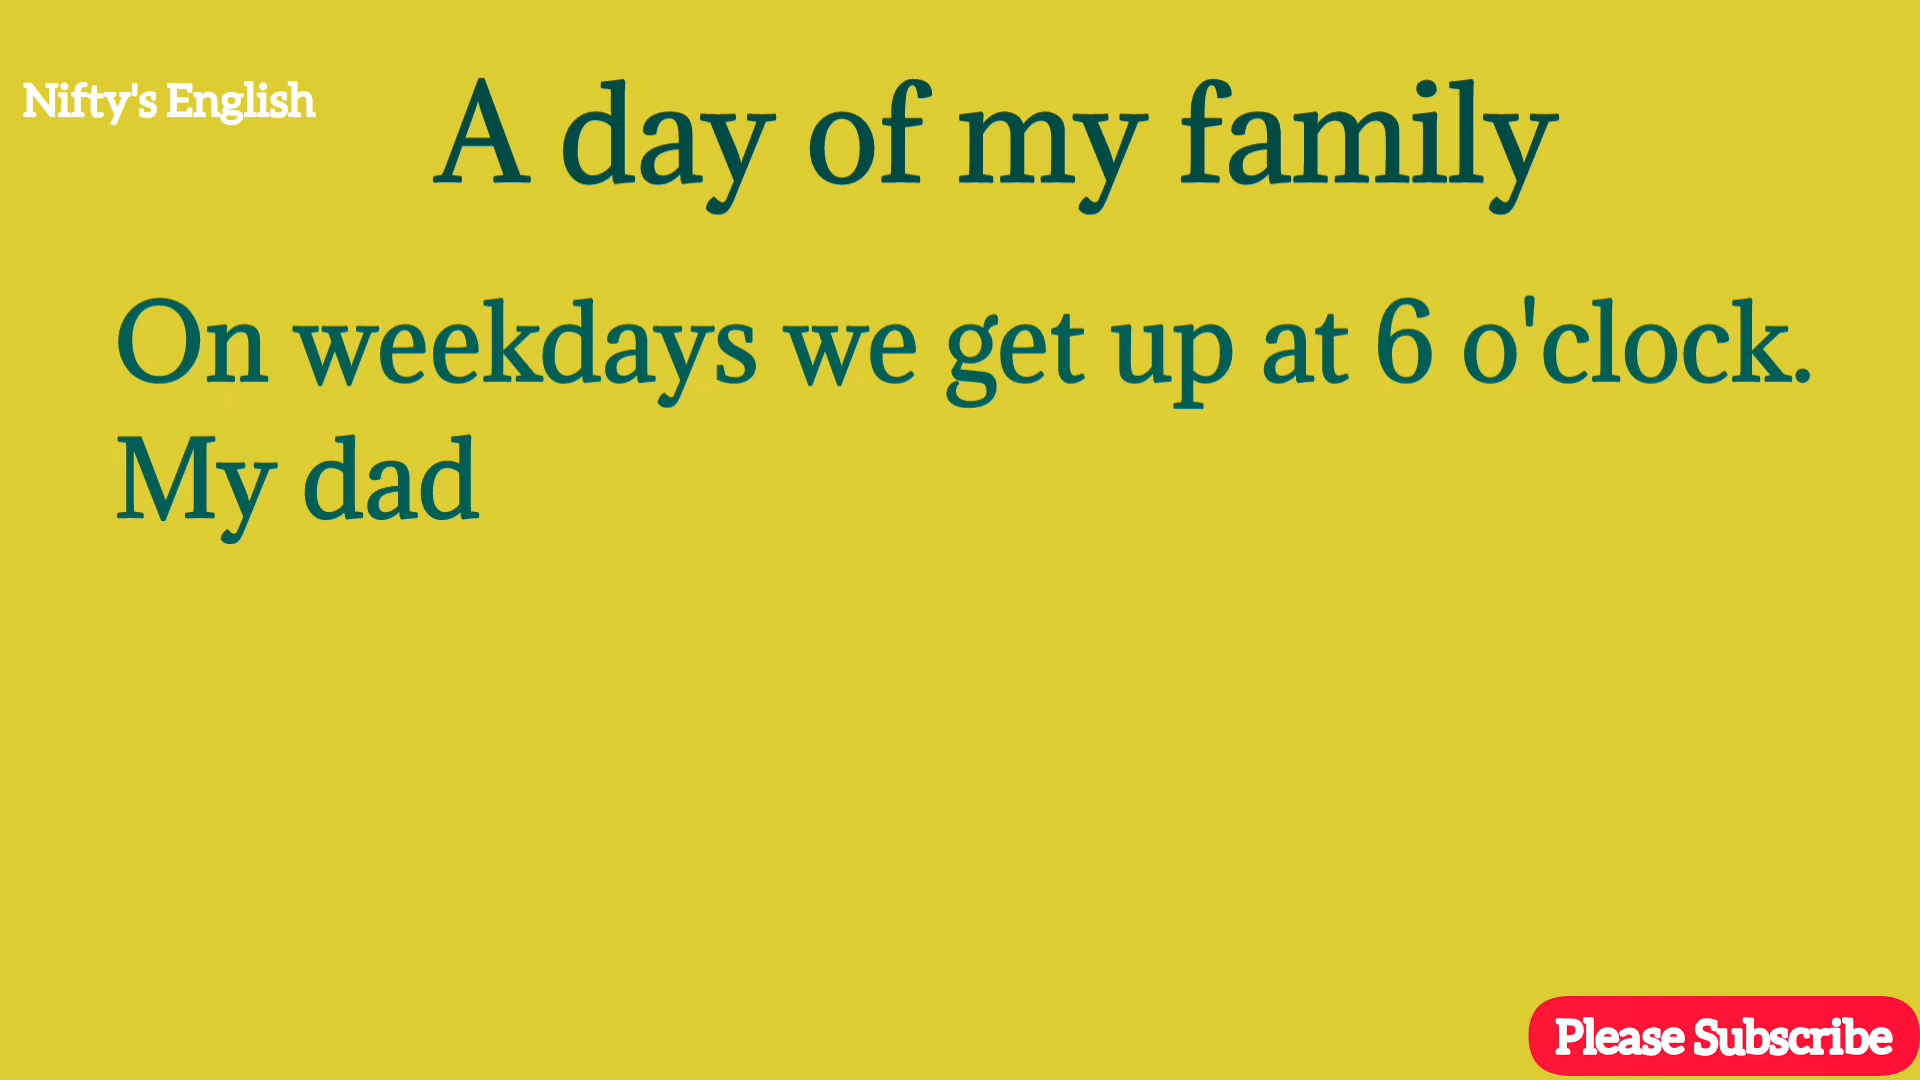 Nifty's English
A day of my family
On weekdays we get up at 6 o'clock.
My dad
Please Subscribe